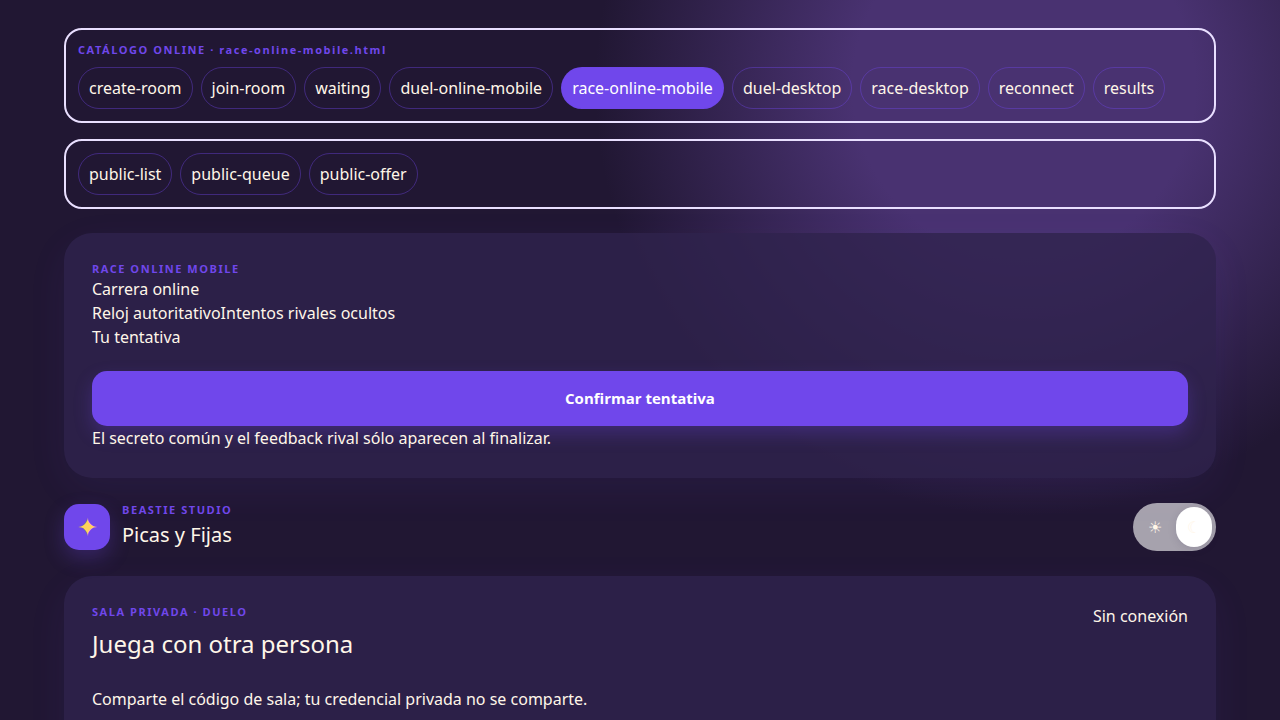 CATÁLOGO ONLINE · race-online-mobile.html
create-room join-room waiting duel-online-mobile race-online-mobile duel-desktop race-desktop reconnect results
public-list public-queue public-offer
RACE ONLINE MOBILE
Carrera online
Reloj autoritativoIntentos rivales ocultos
Tu tentativa
Confirmar tentativa
El secreto común y el feedback rival sólo aparecen al finalizar.
BEASTIE STUDIO
Picas y Fijas
SALA PRIVADA · DUELO
Sin conexión
Juega con otra persona
Comparte el código de sala; tu credencial privada no se comparte.